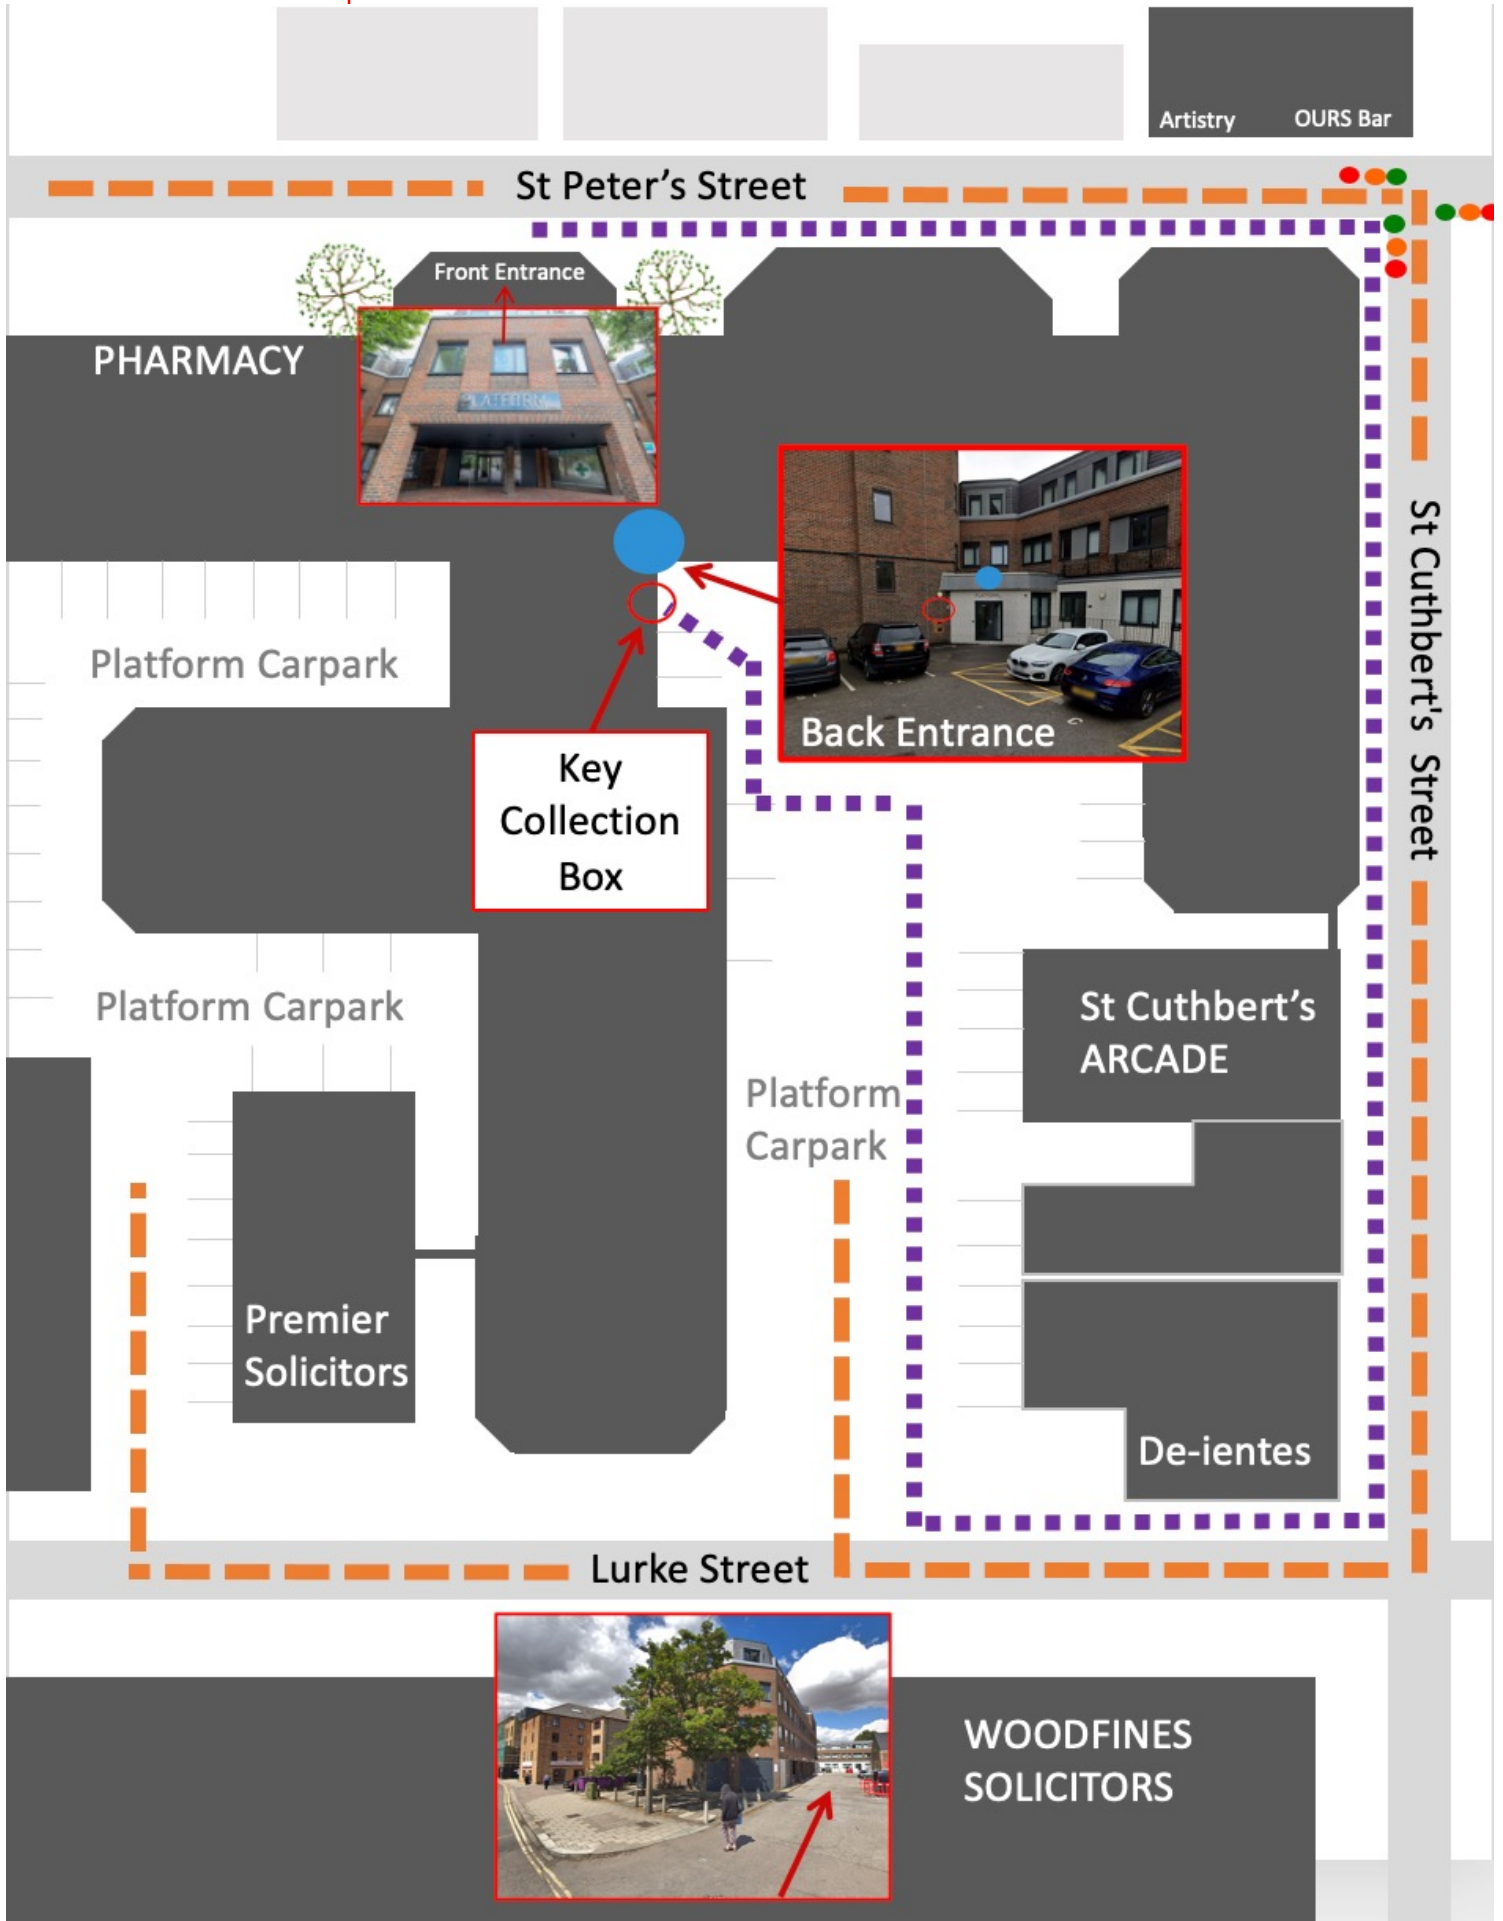 Artistry OURS Bar
St Peter's Street
Front Entrance
PHARMACY
PLATFORM
St Cuthbert's Street
Platform Carpark
Back Entrance
Key
Collection
Box
Platform Carpark
St Cuthbert's
ARCADE
Platform
Carpark
Premier
Solicitors
De-ientes
Lurke Street
WOODFINES
SOLICITORS